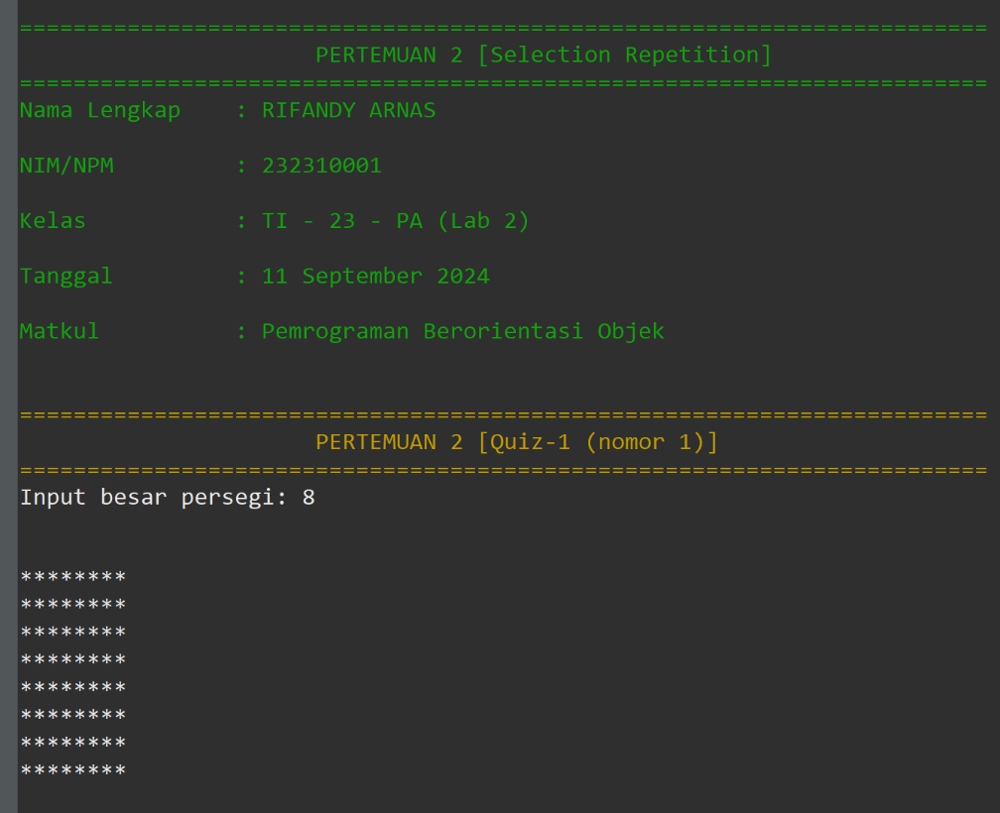 ========================================================================
PERTEMUAN 2 [Selection Repetition]
========================================================================
Nama Lengkap : RIFANDY ARNAS
NIM/NPM : 232310001
Kelas : TI - 23 - PA (Lab 2)
Tanggal : 11 September 2024
Matkul : Pemrograman Berorientasi Objek
========================================================================
PERTEMUAN 2 [Quiz-1 (nomor 1)]
========================================================================
Input besar persegi: 8
********
********
********
********
********
********
********
********